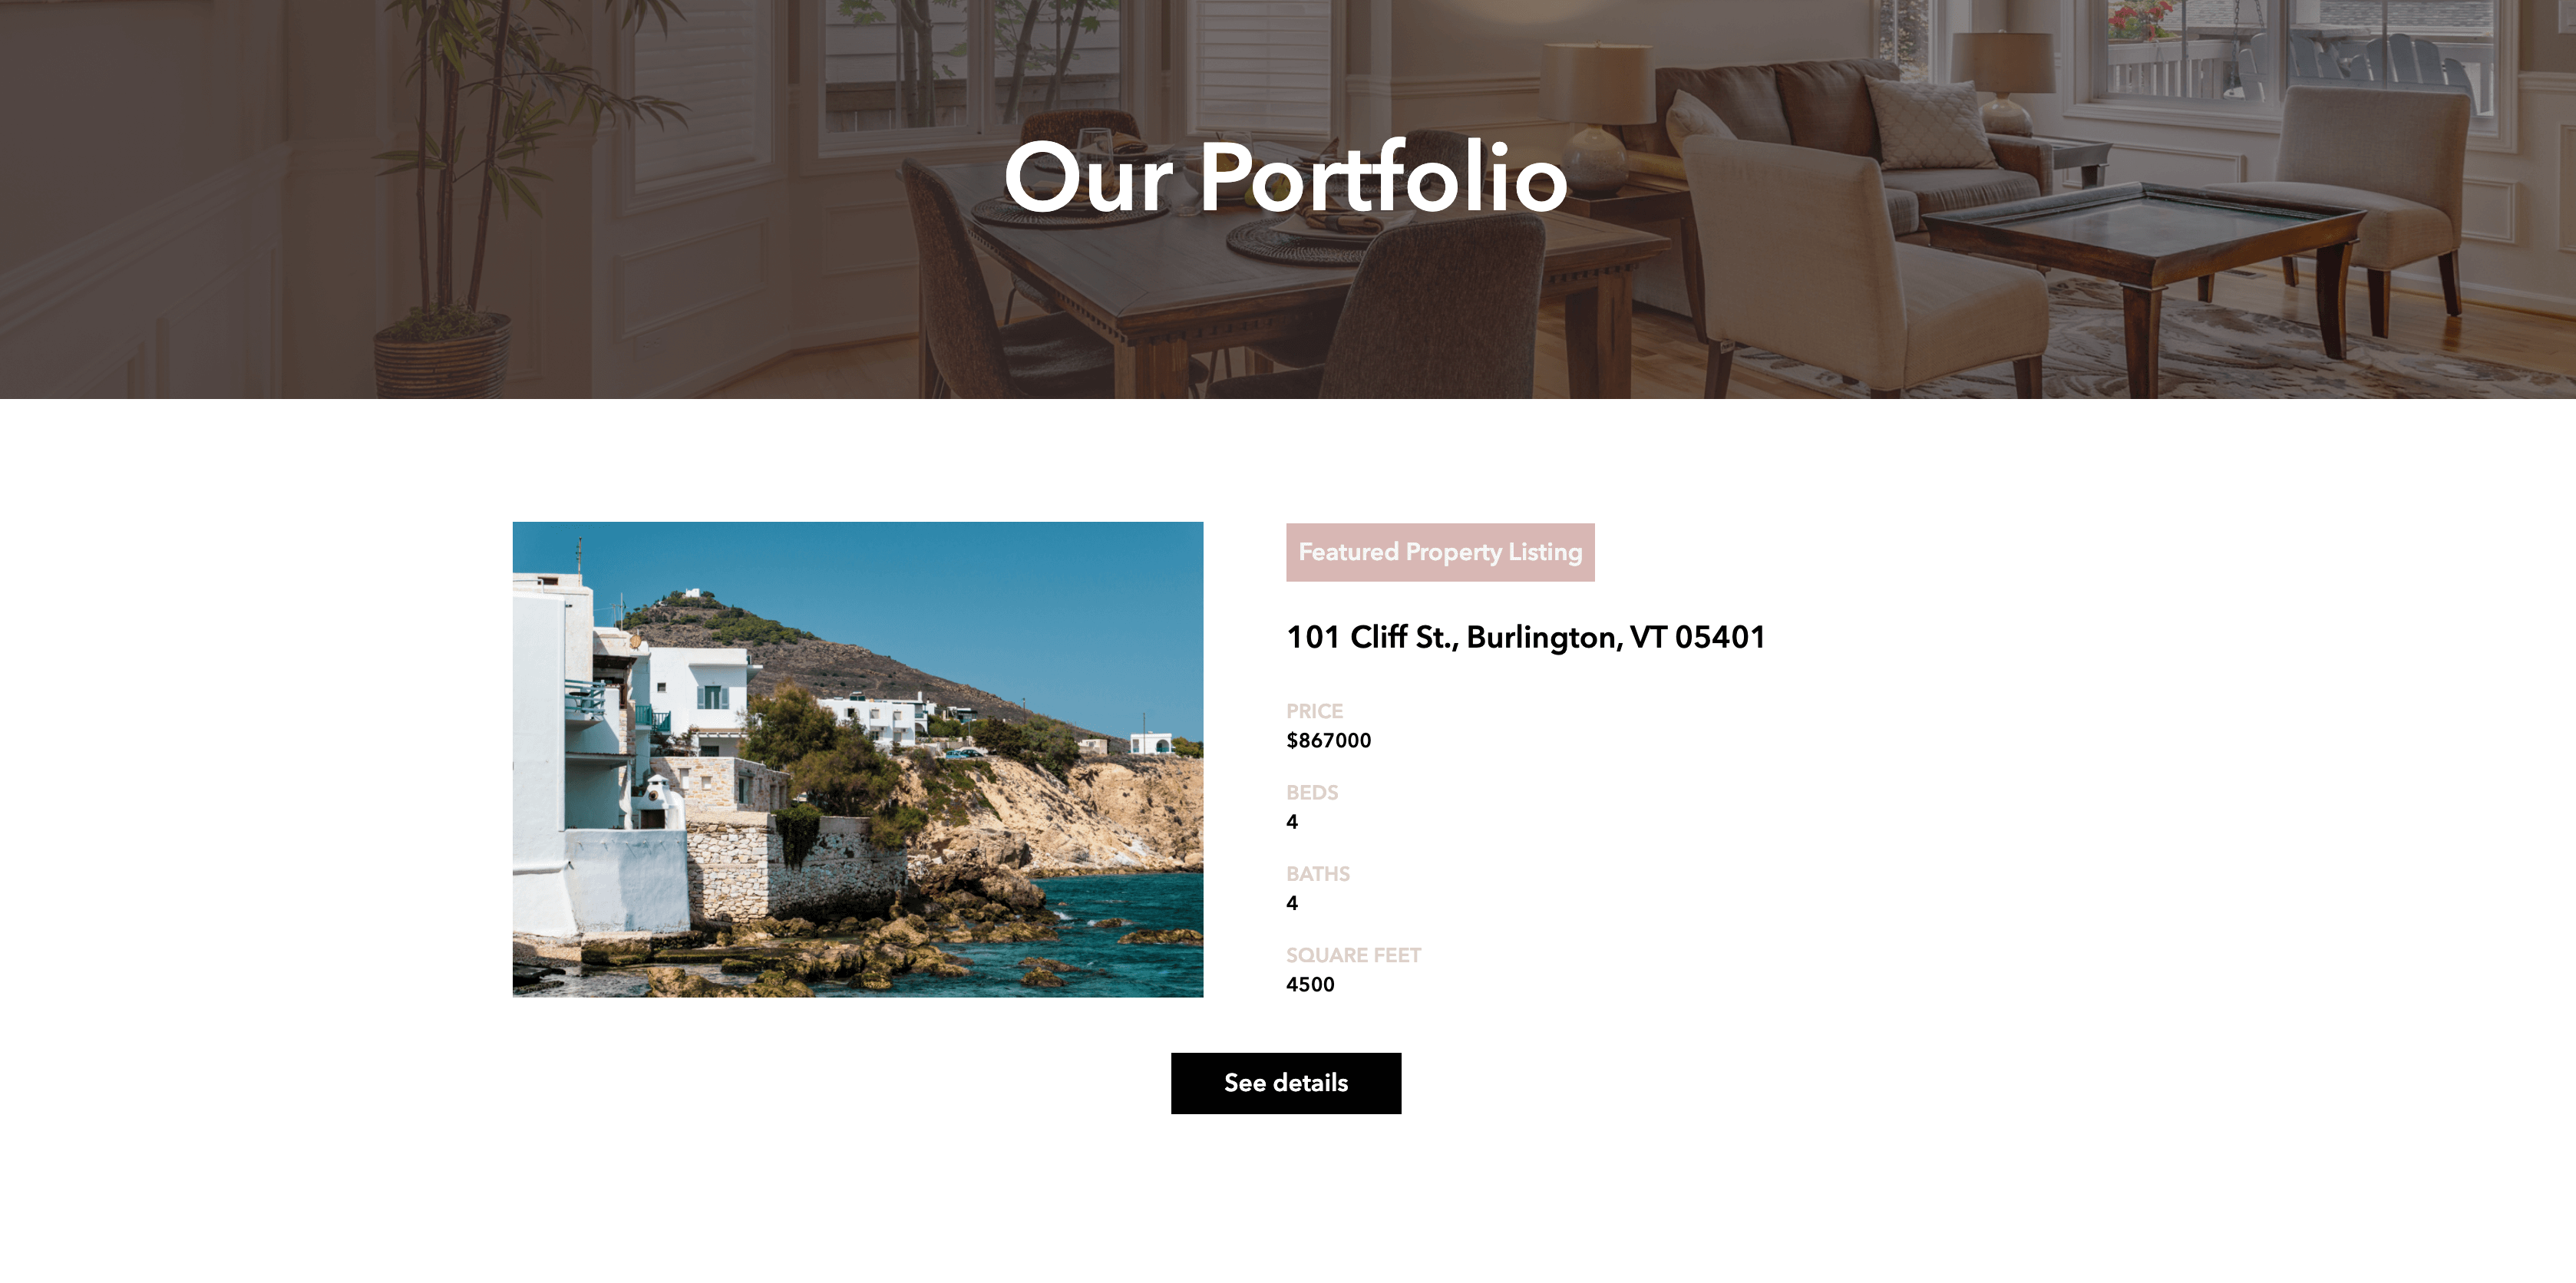 Our Portfolio
Featured Property Listing
101 Cliff St., Burlington, VT 05401
PRICE
$867000
BEDS
4
BATHS
4
SQUARE FEET
4500
See details